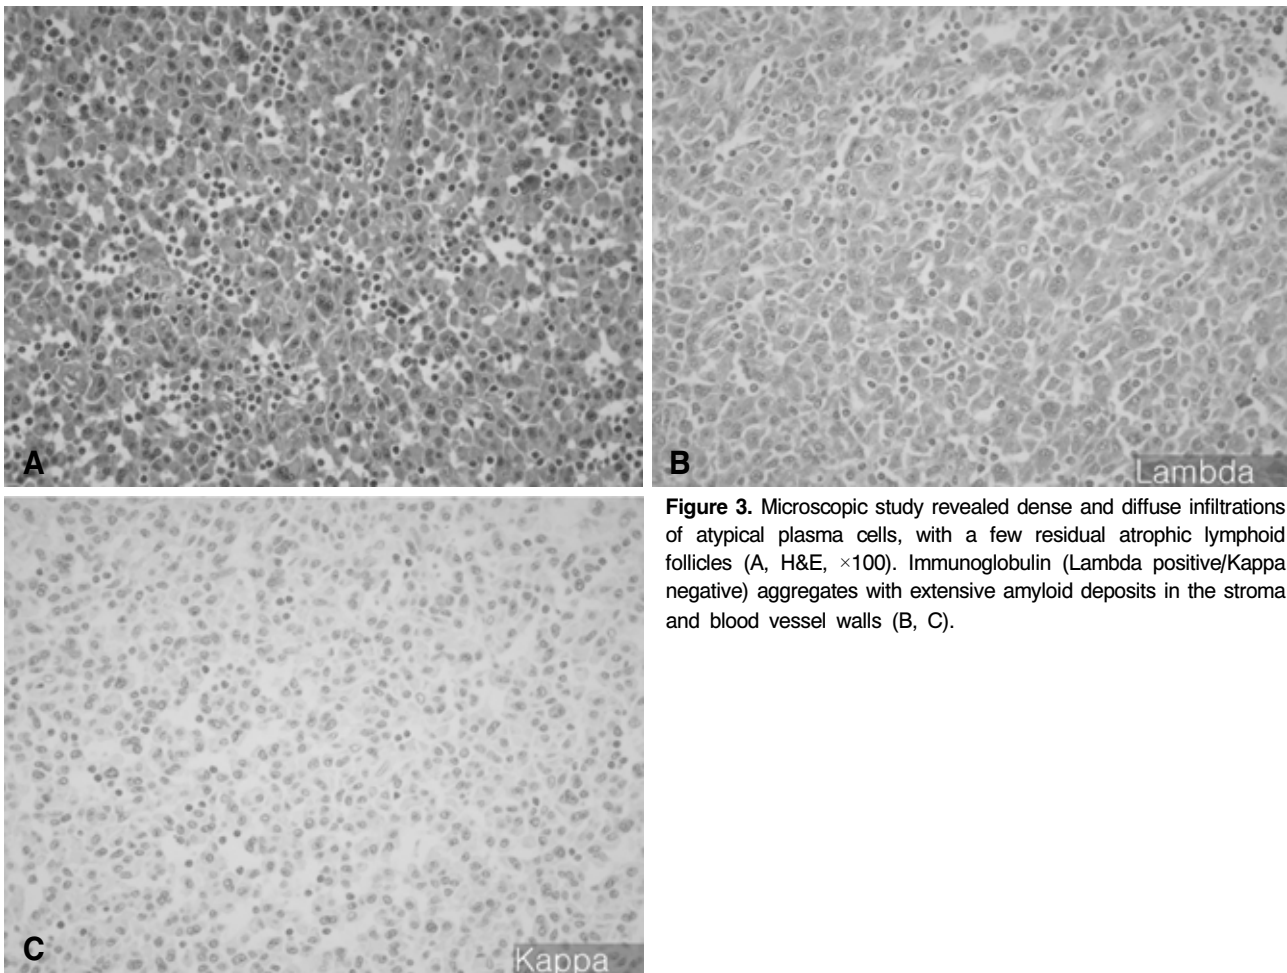 A
B
Lambda
Figure 3. Microscopic study revealed dense and diffuse infiltrations
of atypical plasma cells, with a few residual atrophic lymphoid
follicles (A, H&E, ×100). Immunoglobulin (Lambda positive/Kappa
negative) aggregates with extensive amyloid deposits in the stroma
and blood vessel walls (B, C).
C
Kappa